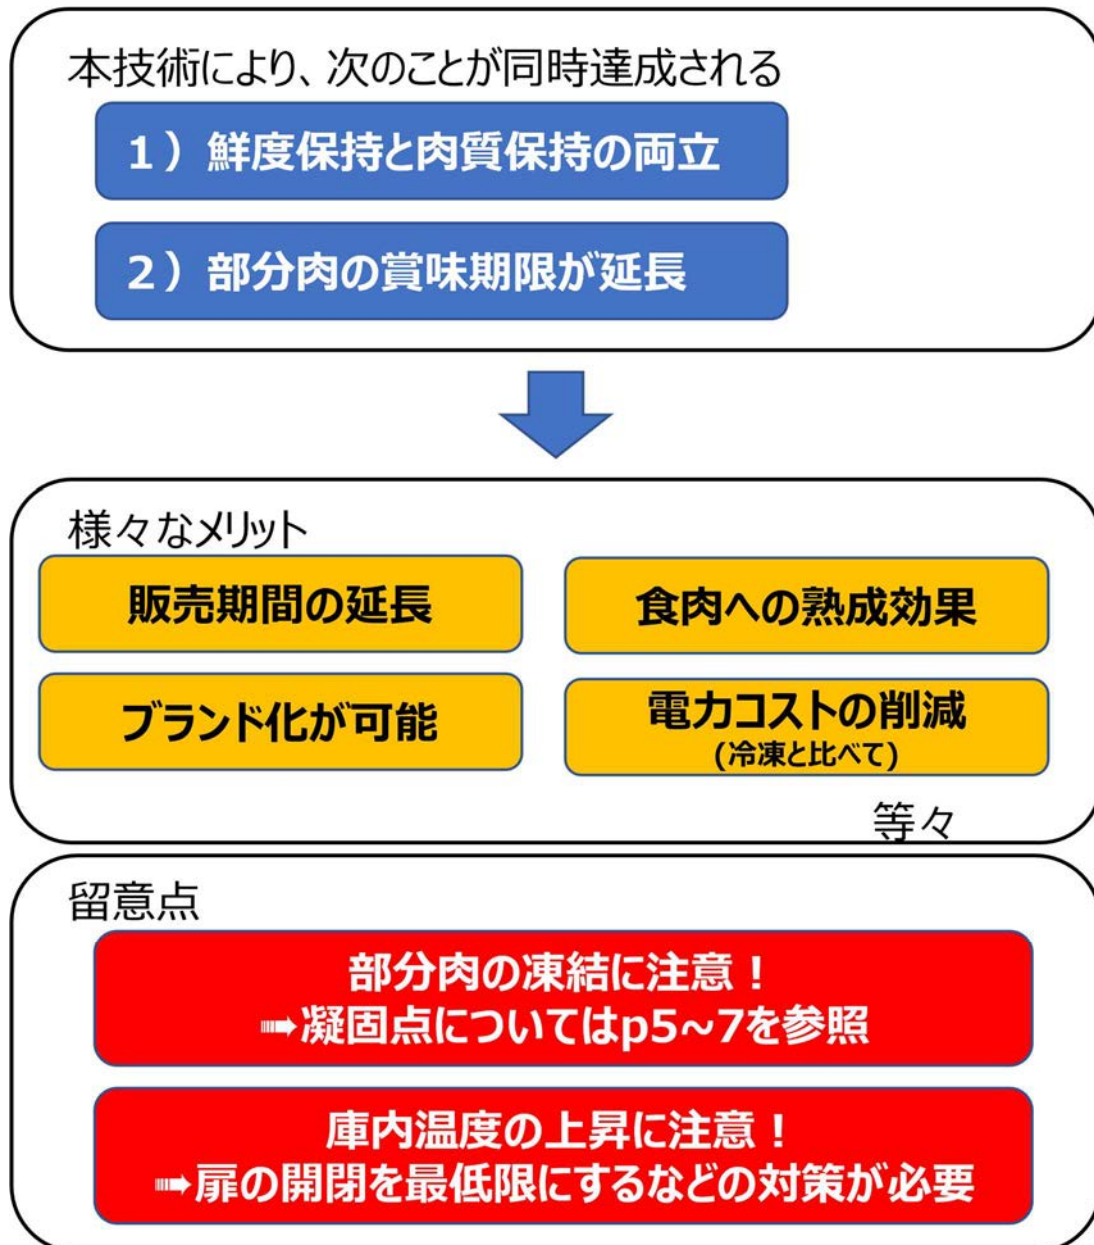 本技術により、次のことが同時達成される
1）鮮度保持と肉質保持の両立
2）部分肉の賞味期限が延長
様々なメリット
販売期間の延長
食肉への熟成効果
ブランド化が可能
電力コストの削減
(冷凍と比べて)
等々
留意点
部分肉の凍結に注意！
➠凝固点についてはp5~7を参照
庫内温度の上昇に注意！
➠扉の開閉を最低限にするなどの対策が必要